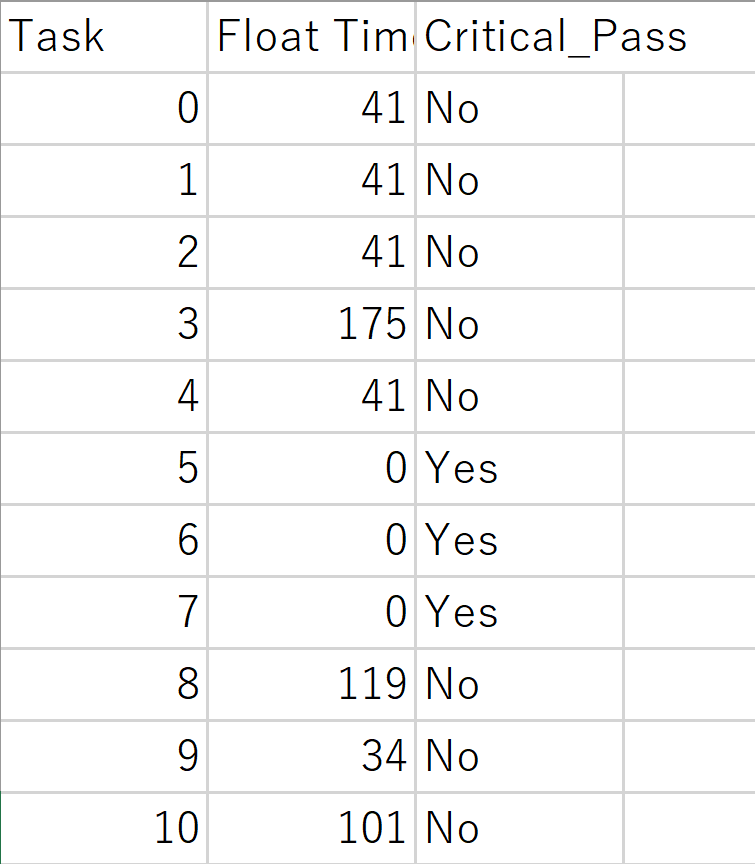 Task Float Tim Critical_Pass
0 41 No
1 41 No
2 41 No
3 175 No
4 41 No
5 0 Yes
6 0 Yes
7 0 Yes
8 119 No
9 34 No
10 101 No